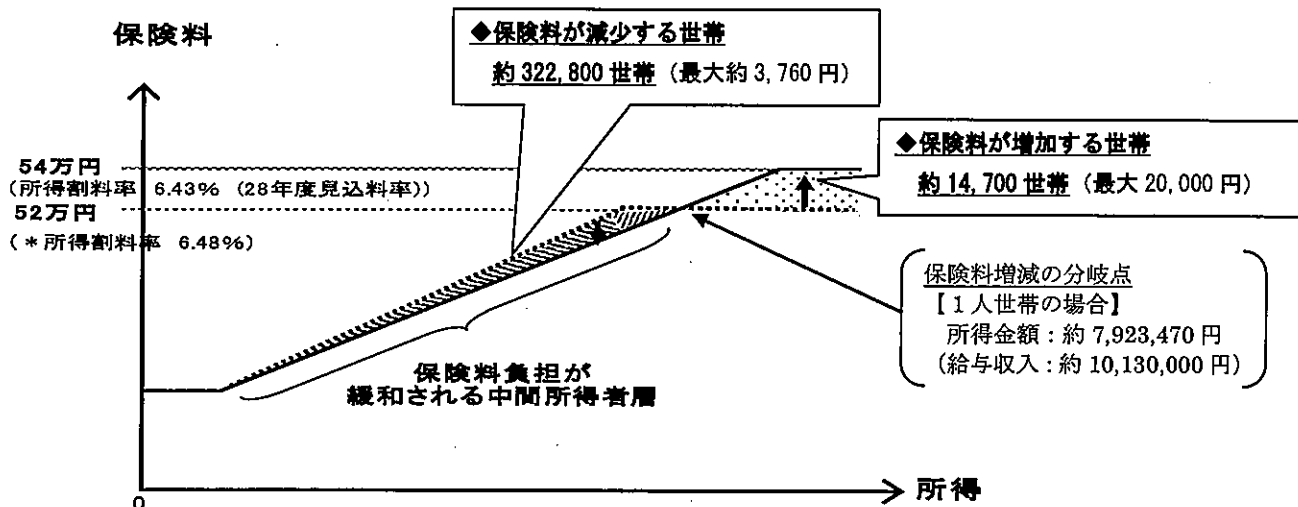 保険料
◆保険料が減少する世帯
約322,800世帯（最大約3,760円）
◆保険料が増加する世帯
約14,700世帯（最大20,000円）
54万円
（所得割料率 6.43%（28年度見込料率））
52万円
（＊所得割料率 6.48%）
保険料増減の分岐点
【１人世帯の場合】
所得金額：約7,923,470円
（給与収入：約10,130,000円）
保険料負担が
緩和される中間所得者層
0
所得